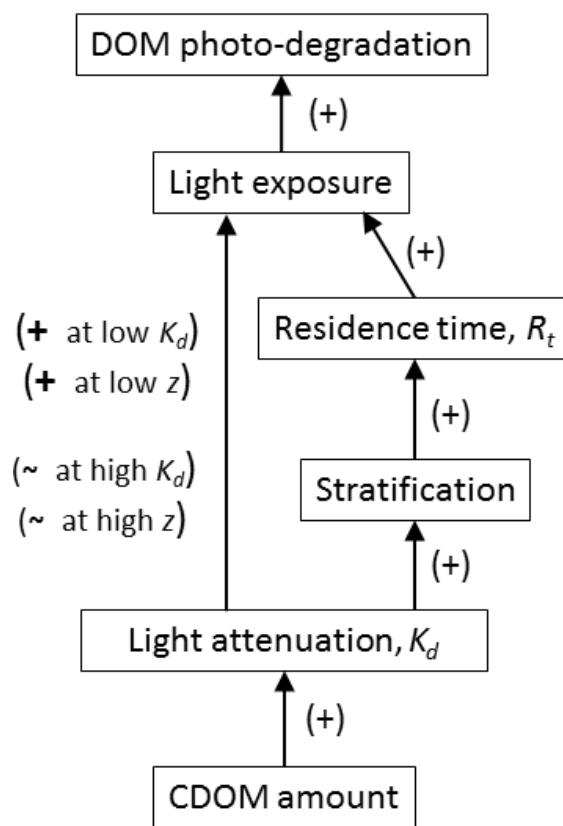 DOM photo-degradation
(+)
Light exposure
(+)
Residence time, Rt
(+ at low Kd)
(+ at low z)
(+)
(~ at high Kd)
Stratification
(~ at high z)
(+)
Light attenuation, Kd
(+)
CDOM amount